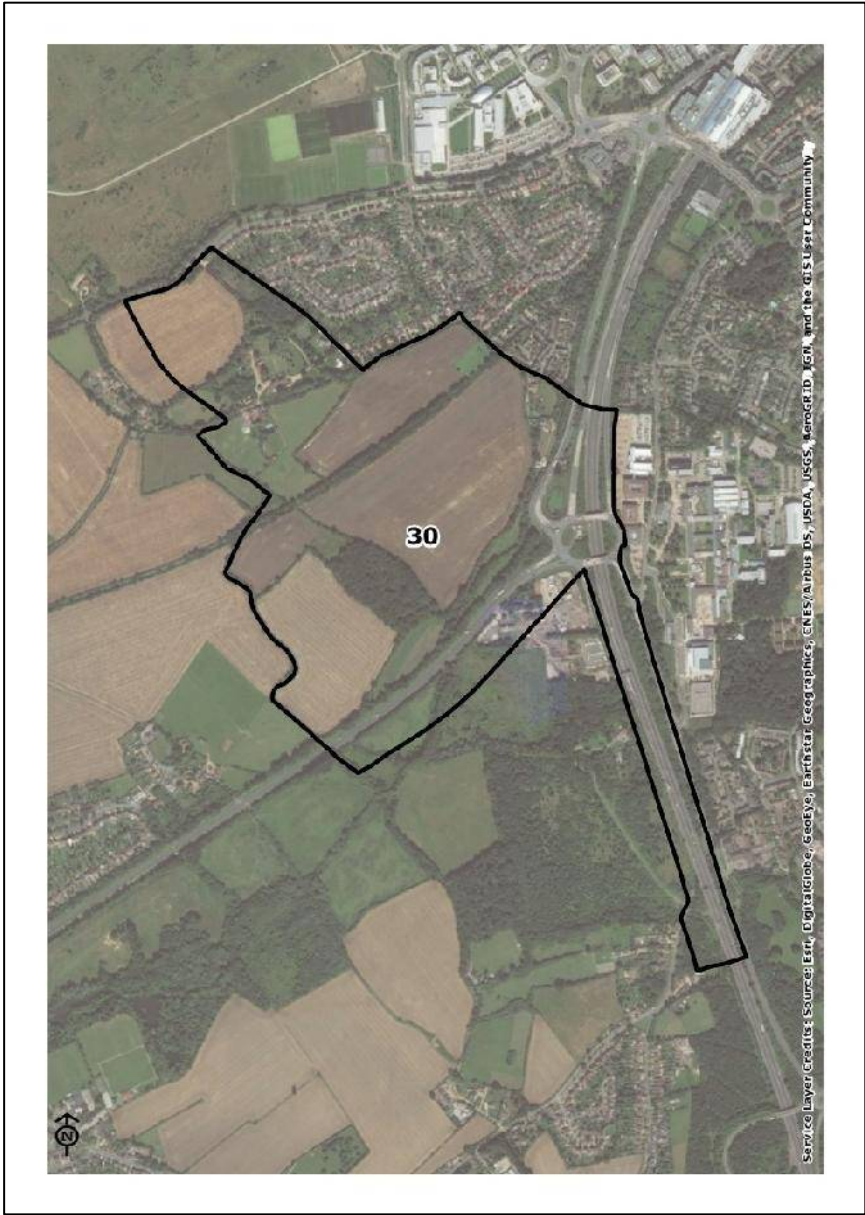 30
N
Service Layer Credits: Source: Esri, DigitalGlobe, GeoEye, Earthstar Geographics, CNES/Airbus DS, USDA, USGS, AeroGRID, IGN, and the GIS User Community